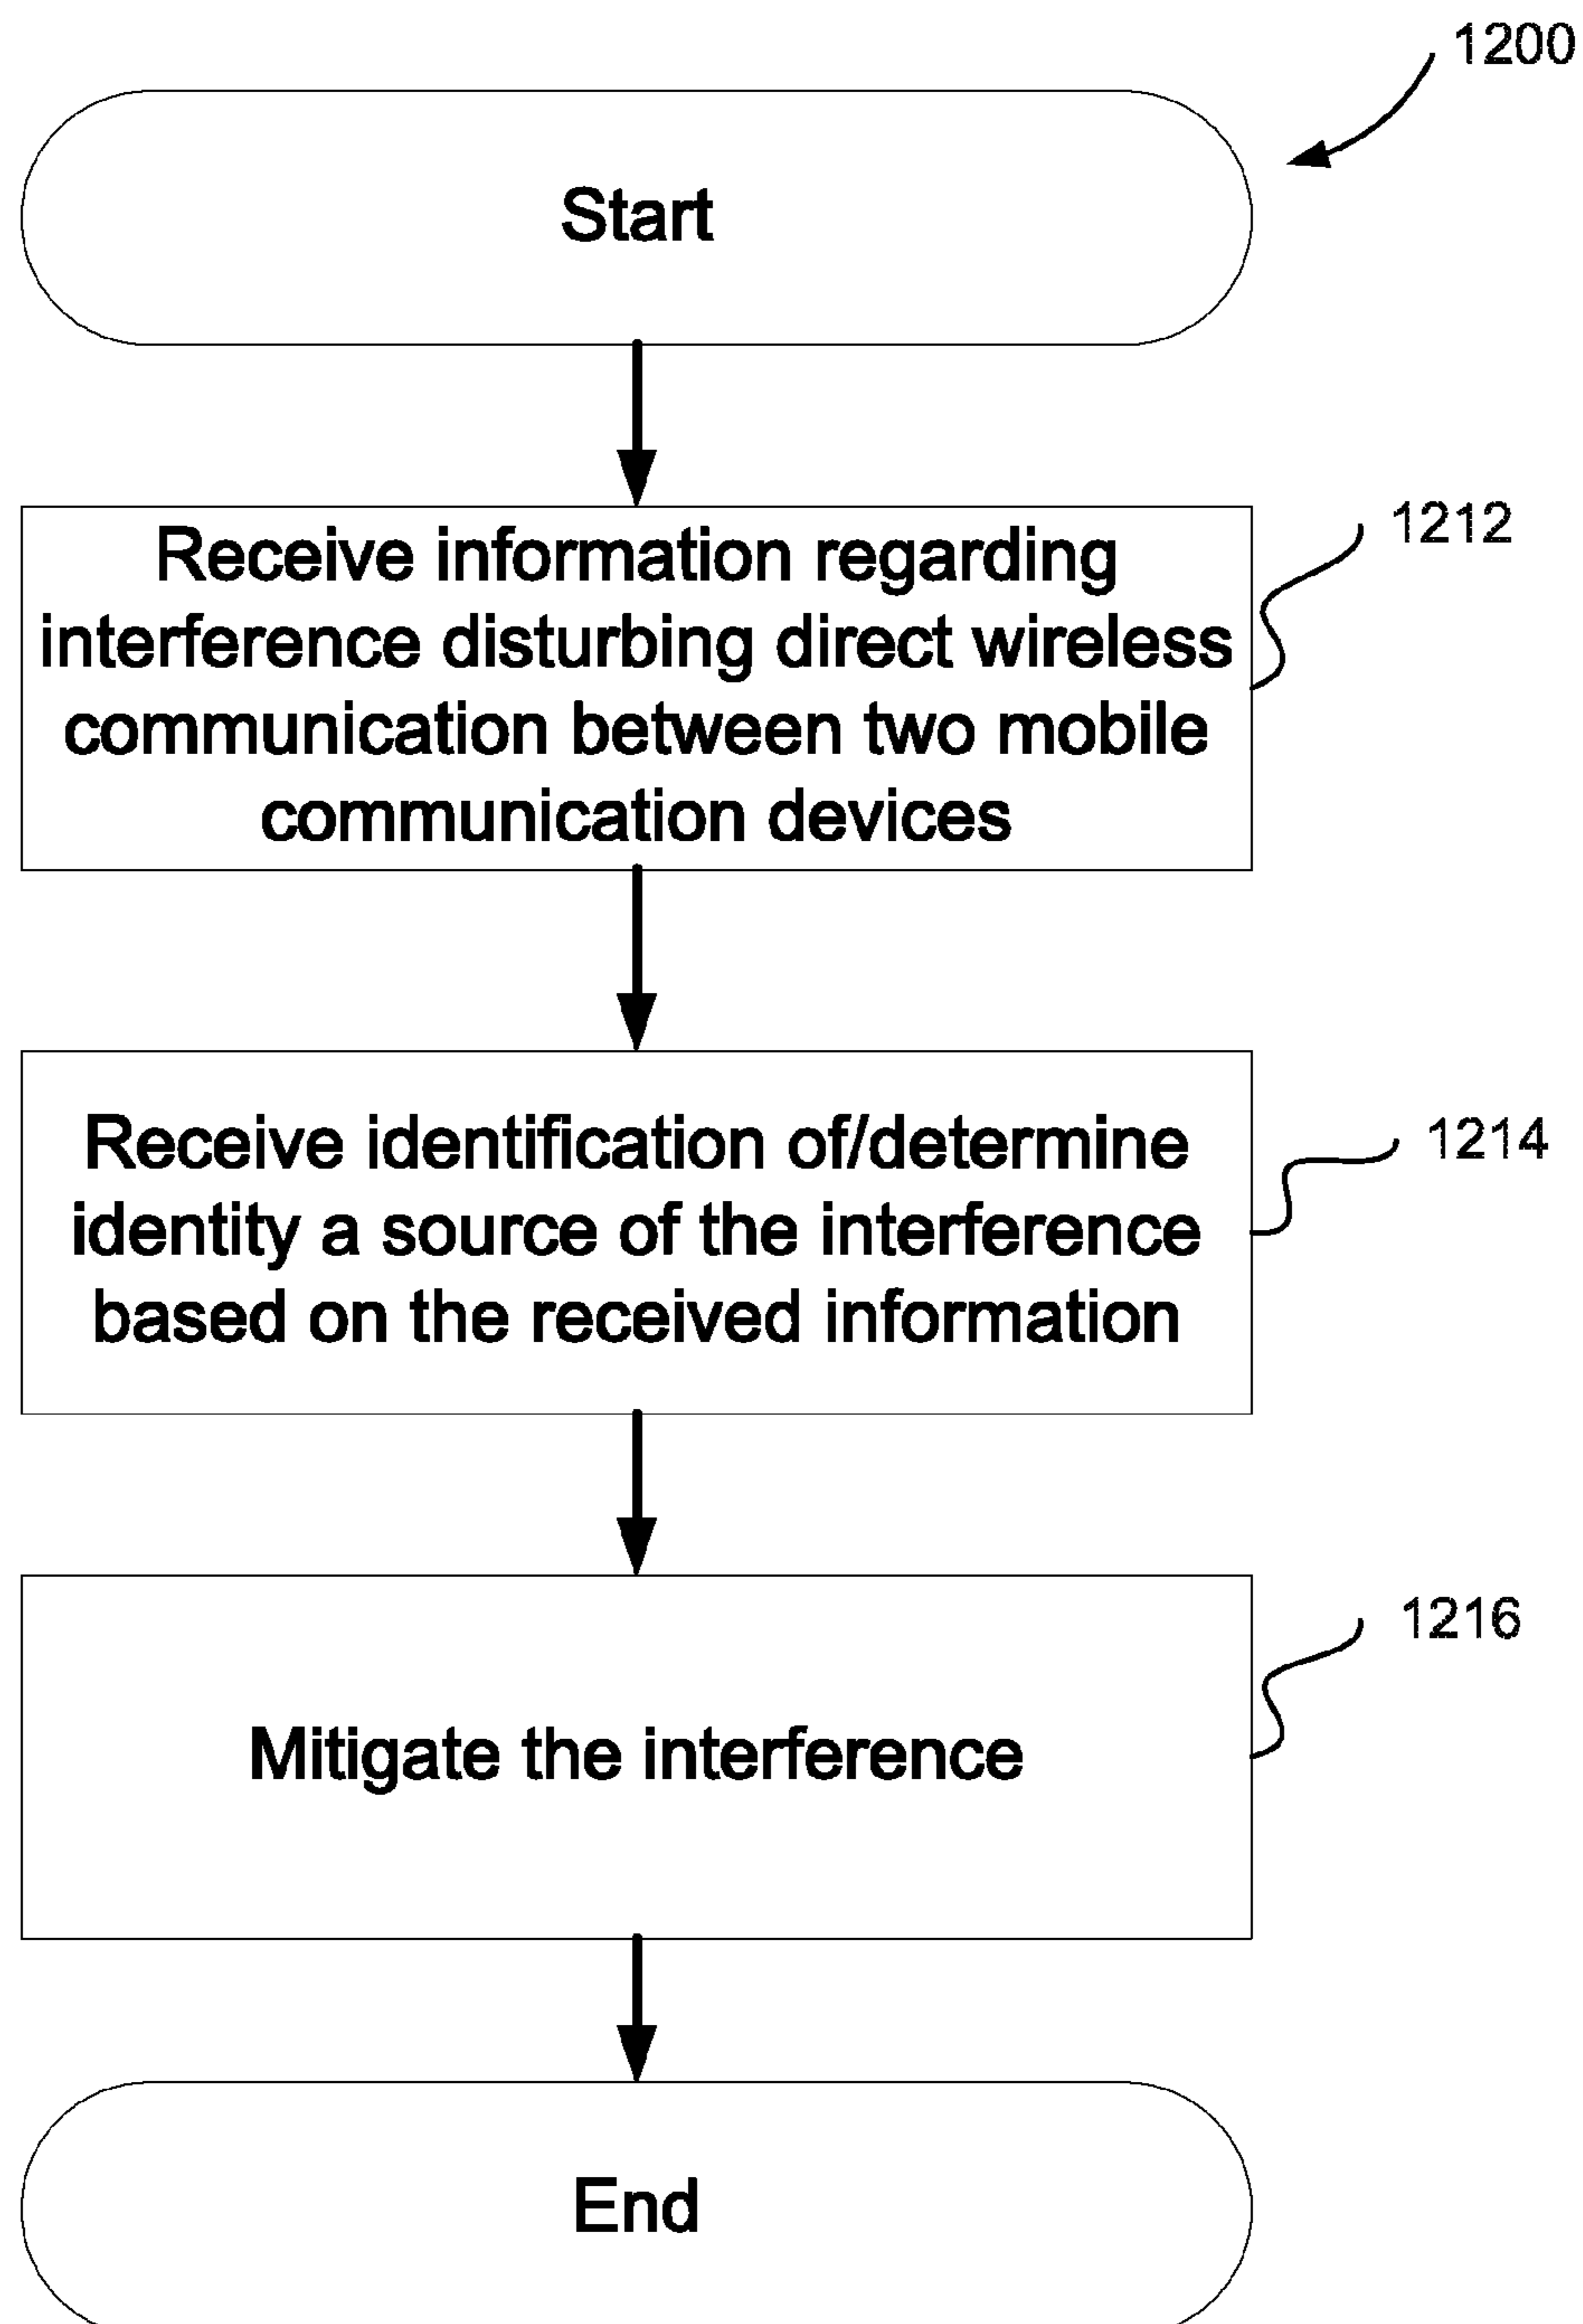 1200
Start
Receive information regarding
1212
interference disturbing direct wireless
communication between two mobile
communication devices
Receive identification of/determine
1214
identity a source of the interference
based on the received information
1216
Mitigate the interference
End